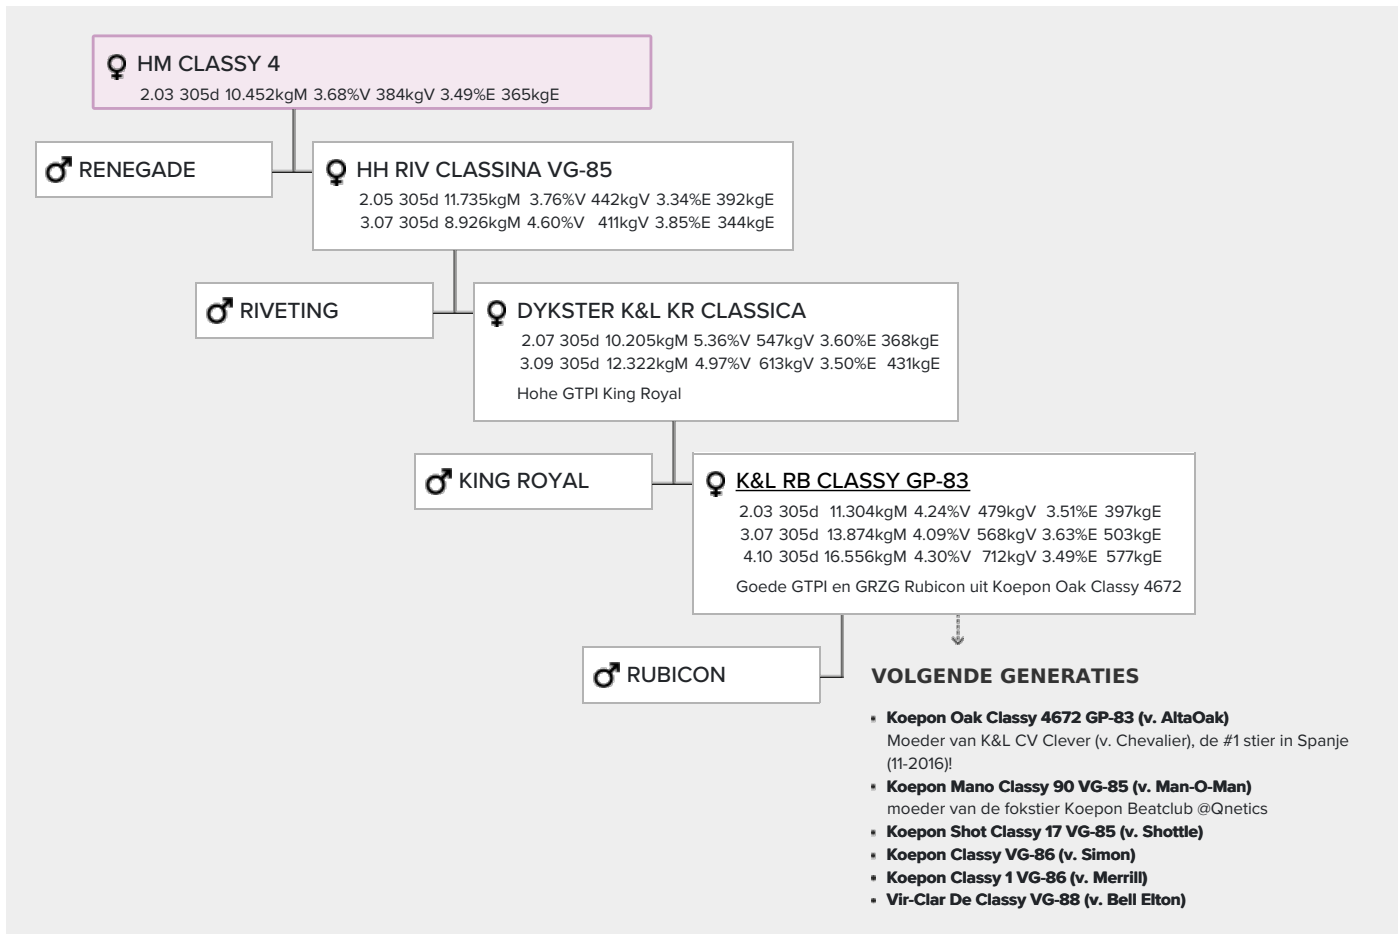 HM CLASSY 4
2.03 305d 10.452kgM 3.68%V 384kgV 3.49%E 365kgE
RENEGADE
HH RIV CLASSINA VG-85
2.05 305d 11.735kgM 3.76%V 442kgV 3.34%E 392kgE
3.07 305d 8.926kgM 4.60%V 411kgV 3.85%E 344kgE
RIVETING
DYKSTER K&L KR CLASSICA
2.07 305d 10.205kgM 5.36%V 547kgV 3.60%E 368kgE
3.09 305d 12.322kgM 4.97%V 613kgV 3.50%E 431kgE
Hohe GTPI King Royal
KING ROYAL
K&L RB CLASSY GP-83
2.03 305d 11.304kgM 4.24%V 479kgV 3.51%E 397kgE
3.07 305d 13.874kgM 4.09%V 568kgV 3.63%E 503kgE
4.10 305d 16.556kgM 4.30%V 712kgV 3.49%E 577kgE
Goede GTPI en GRZG Rubicon uit Koepon Oak Classy 4672
RUBICON
VOLGENDE GENERATIES
Koepon Oak Classy 4672 GP-83 (v. AltaOak)
Moeder van K&L CV Clever (v. Chevalier), de #1 stier in Spanje
(11-2016)!
Koepon Mano Classy 90 VG-85 (v. Man-O-Man)
moeder van de fokstier Koepon Beatclub @Qnetics
Koepon Shot Classy 17 VG-85 (v. Shottle)
Koepon Classy VG-86 (v. Simon)
Koepon Classy 1 VG-86 (v. Merrill)
Vir-Clar De Classy VG-88 (v. Bell Elton)